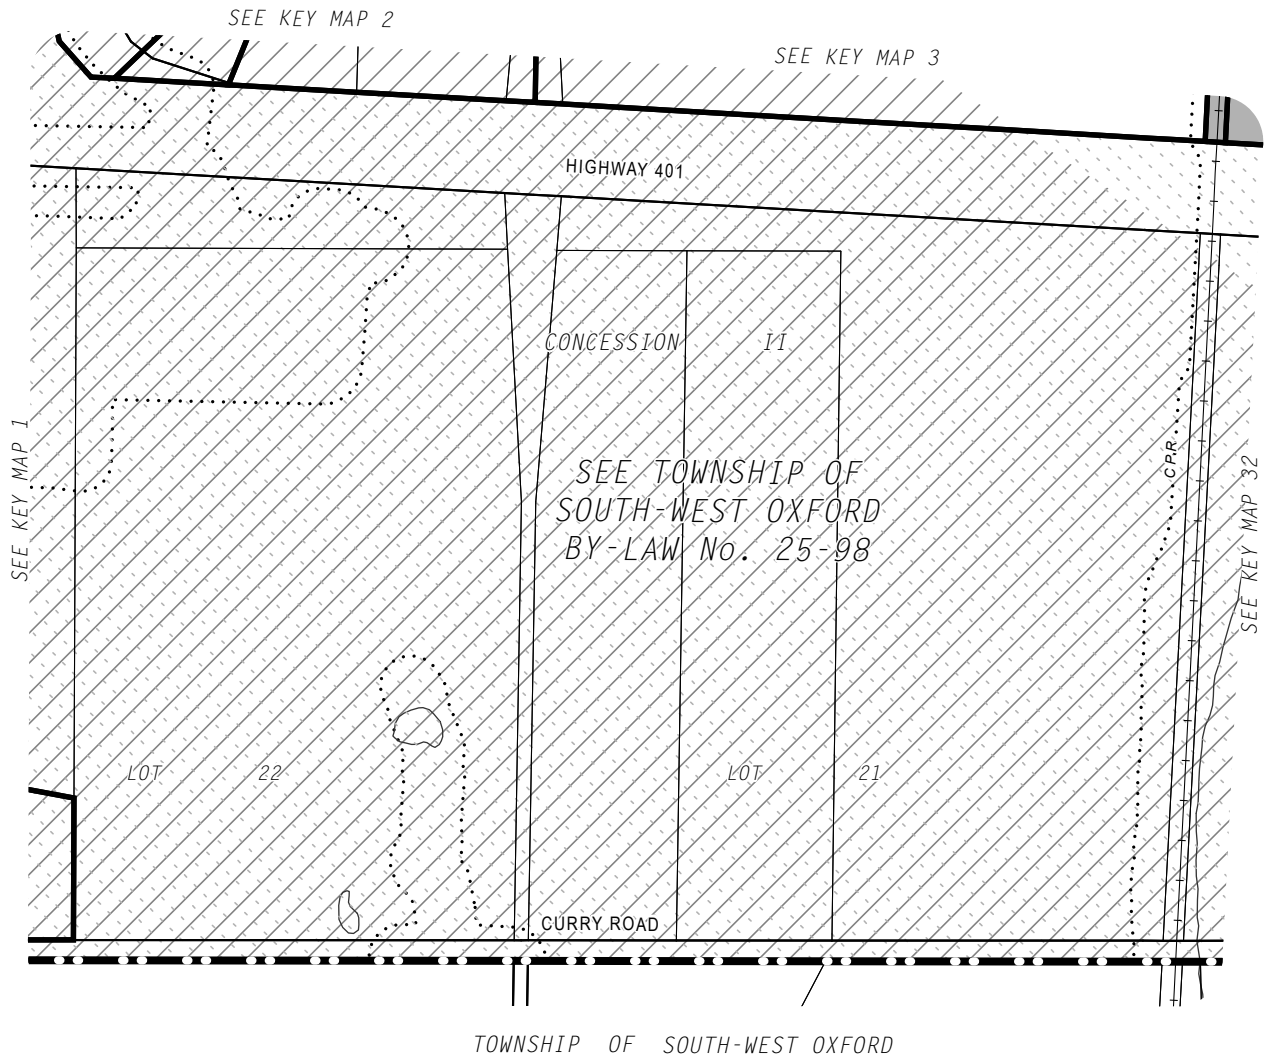 SEE KEY MAP 2
SEE KEY MAP 3
HIGHWAY 401
CONCESSION II
SEE KEY MAP 1
SEE TOWNSHIP OF
SOUTH-WEST OXFORD
BY-LAW No. 25-98
C.P.R.
SEE KEY MAP 32
LOT 22
LOT 21
CURRY ROAD
TOWNSHIP OF SOUTH-WEST OXFORD